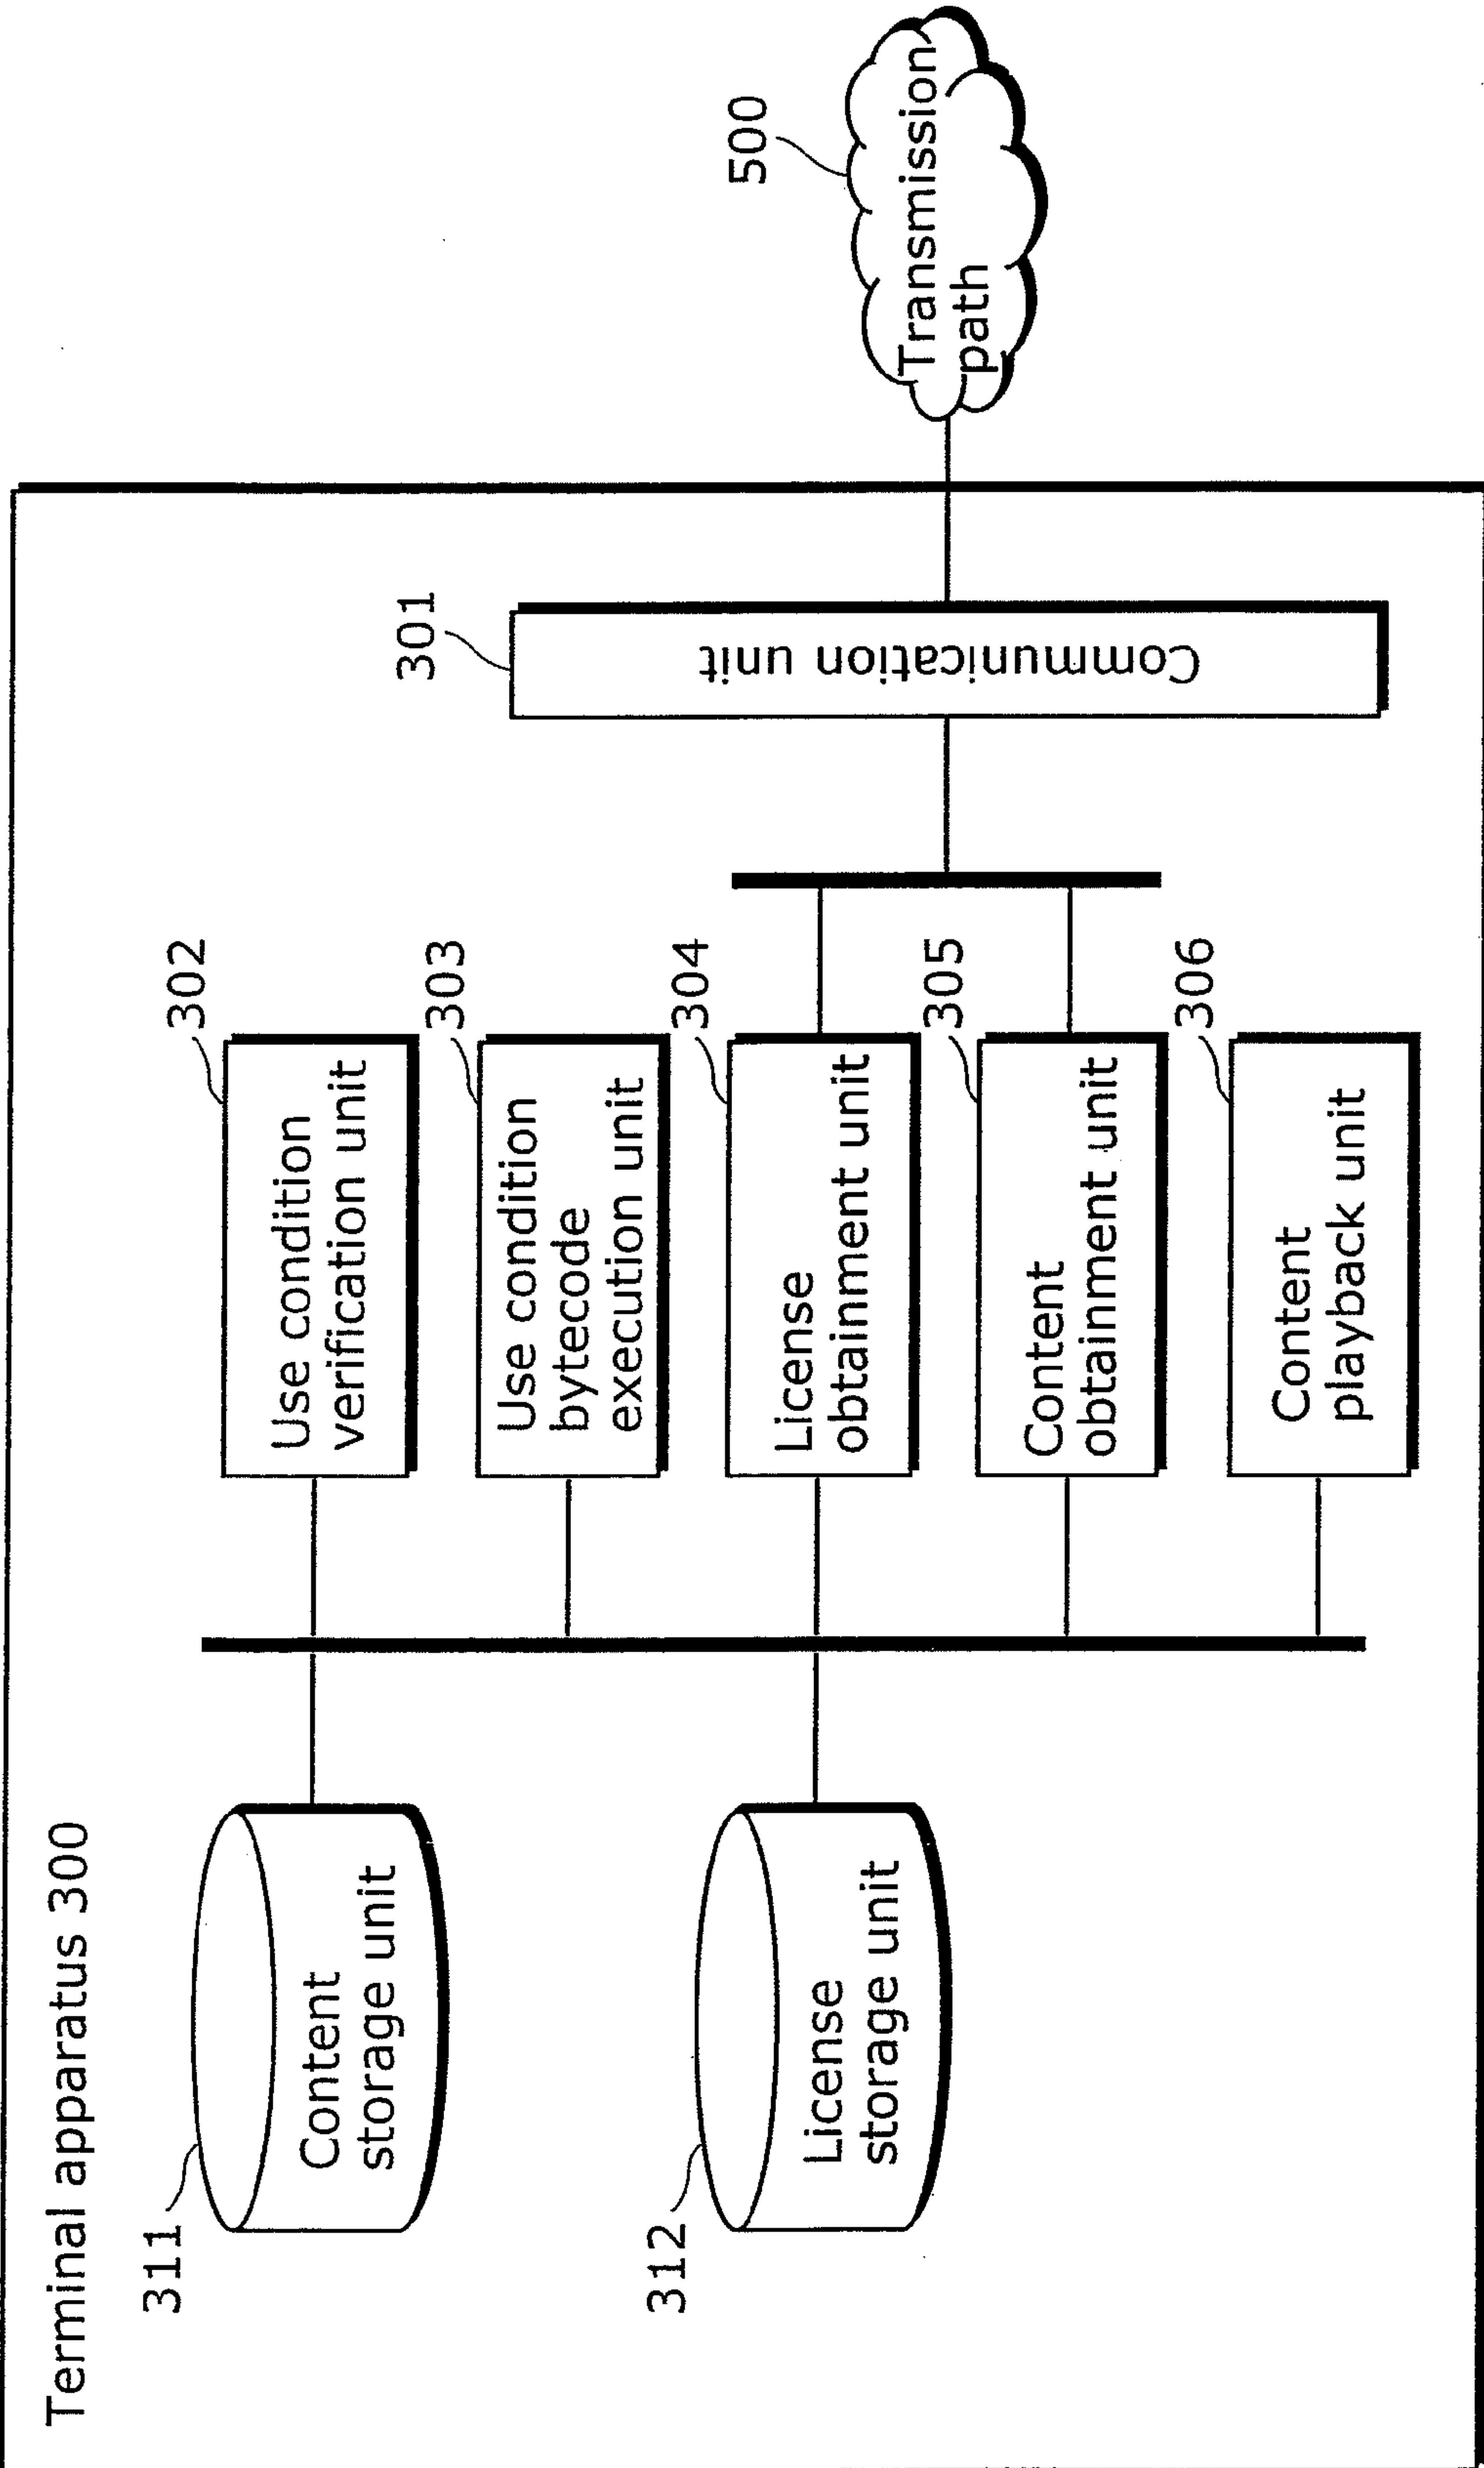 Terminal apparatus 300
311
Content
storage unit
312
License
storage unit
302
Use condition
verification unit
303
Use condition
bytecode
execution unit
304
License
obtainment unit
305
Content
obtainment unit
306
Content
playback unit
301
Communication unit
500
Transmission
path